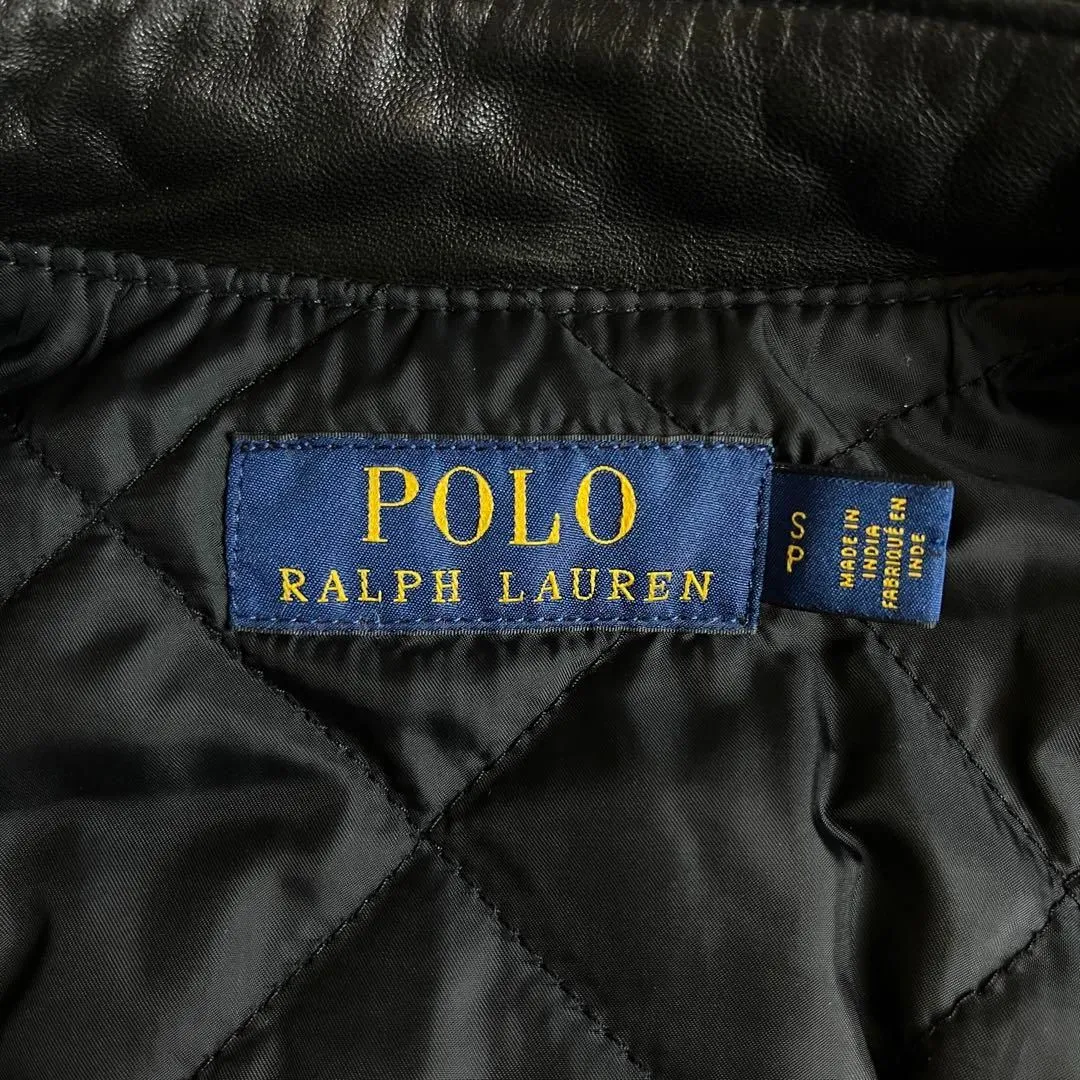 POLO
RALPH LAUREN
S
P
MADE IN
INDIA
FABRIQUÉ EN
INDE